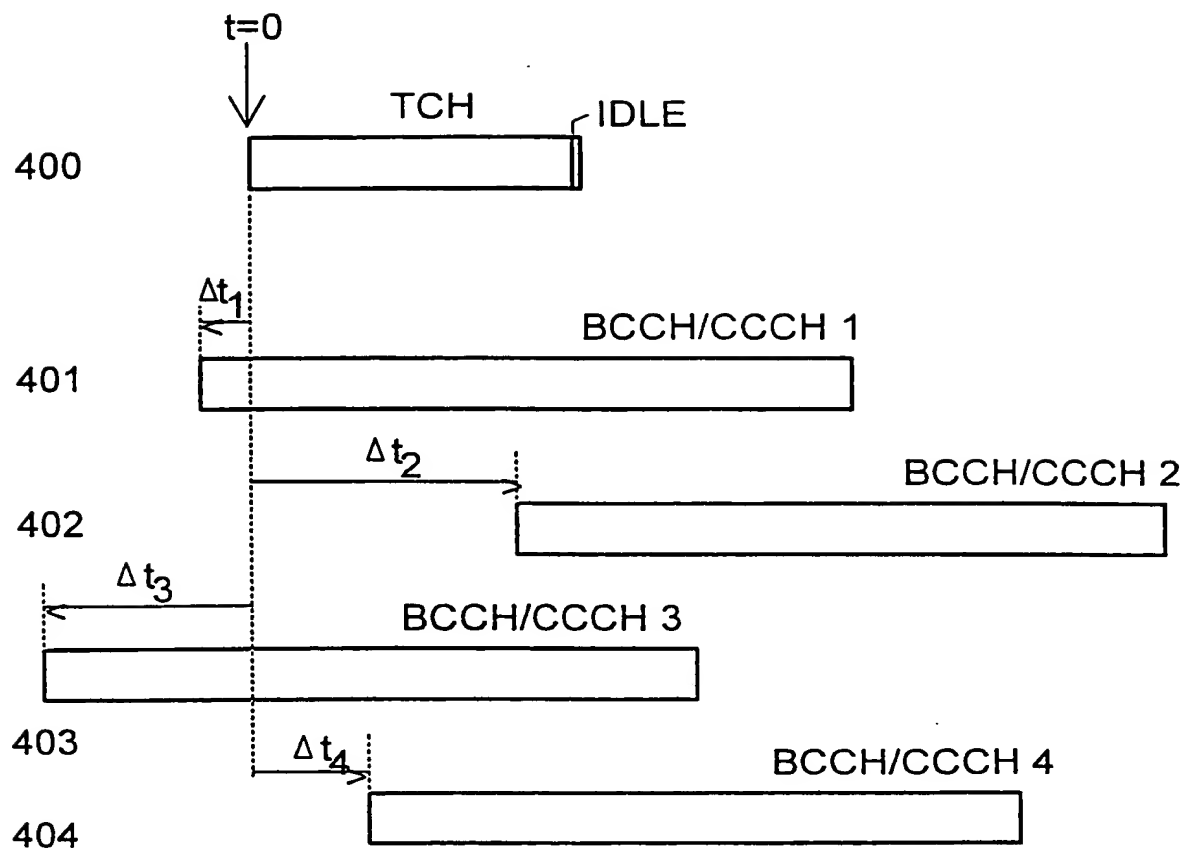 t=0
TCH
IDLE
400
Δt1
BCCH/CCCH 1
401
Δt2
BCCH/CCCH 2
402
Δt3
BCCH/CCCH 3
403
Δt4
BCCH/CCCH 4
404